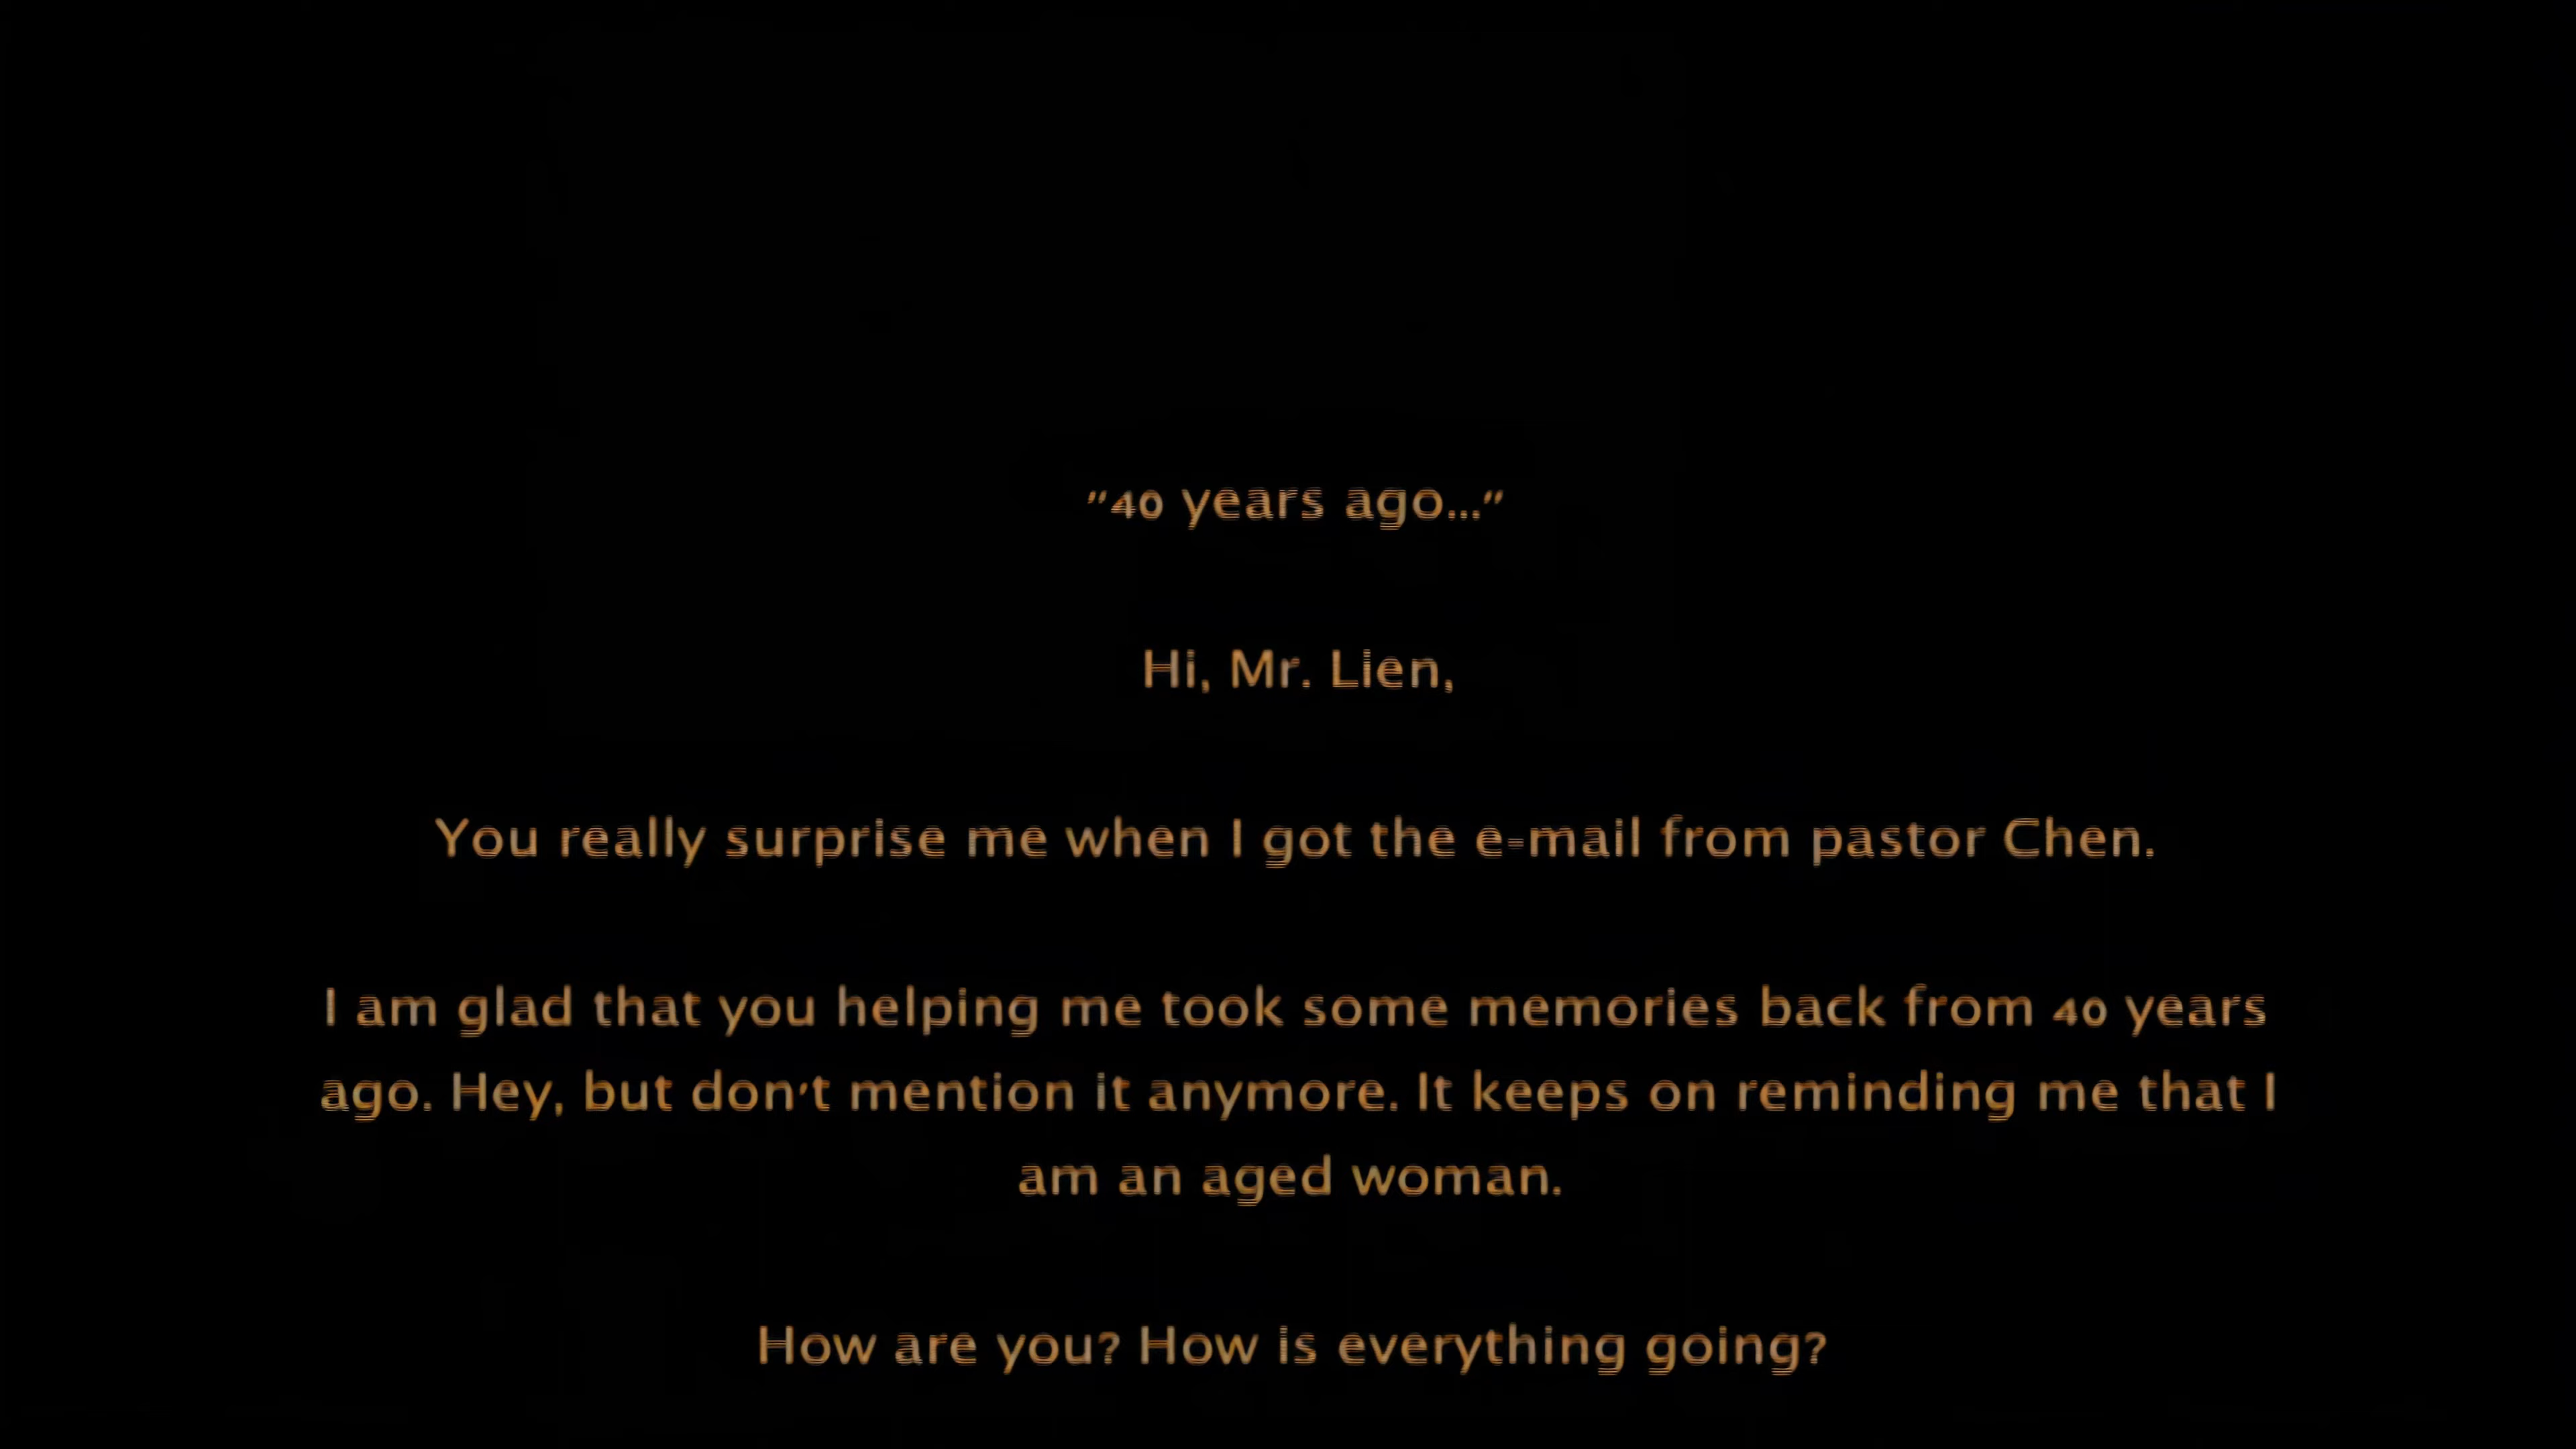 "40 years ago..."
Hi, Mr. Lien,
You really surprise me when I got the e-mail from pastor Chen.
I am glad that you helping me took some memories back from 40 years
ago. Hey, but don't mention it anymore. It keeps on reminding me that I
am an aged woman.
How are you? How is everything going?